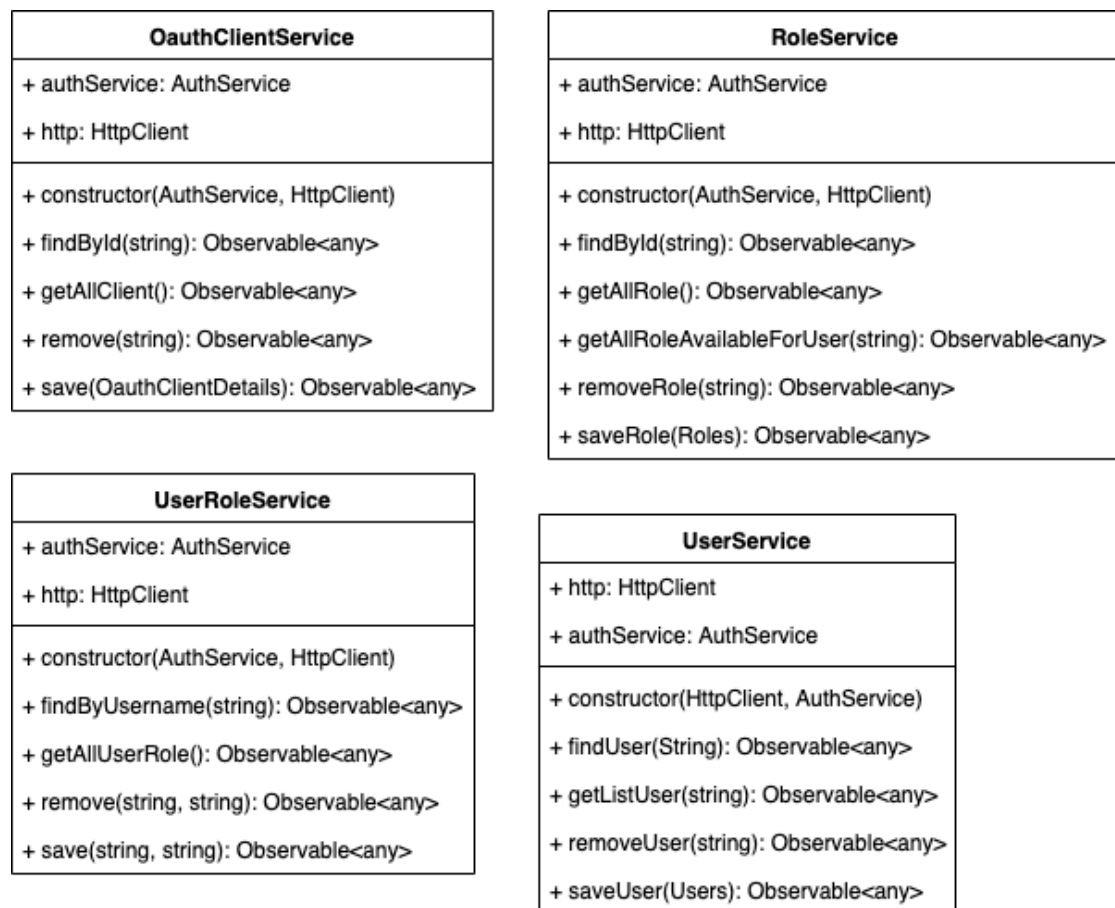 OauthClientService
+ authService: AuthService
+ http: HttpClient
+ constructor(AuthService, HttpClient)
+ findById(string): Observable<any>
+ getAllClient(): Observable<any>
+ remove(string): Observable<any>
+ save(OauthClientDetails): Observable<any>
RoleService
+ authService: AuthService
+ http: HttpClient
+ constructor(AuthService, HttpClient)
+ findById(string): Observable<any>
+ getAllRole(): Observable<any>
+ getAllRoleAvailableForUser(string): Observable<any>
+ removeRole(string): Observable<any>
+ saveRole(Roles): Observable<any>
UserRoleService
+ authService: AuthService
+ http: HttpClient
+ constructor(AuthService, HttpClient)
+ findByUsername(string): Observable<any>
+ getAllUserRole(): Observable<any>
+ remove(string, string): Observable<any>
+ save(string, string): Observable<any>
UserService
+ http: HttpClient
+ authService: AuthService
+ constructor(HttpClient, AuthService)
+ findUser(String): Observable<any>
+ getListUser(string): Observable<any>
+ removeUser(string): Observable<any>
+ saveUser(Users): Observable<any>